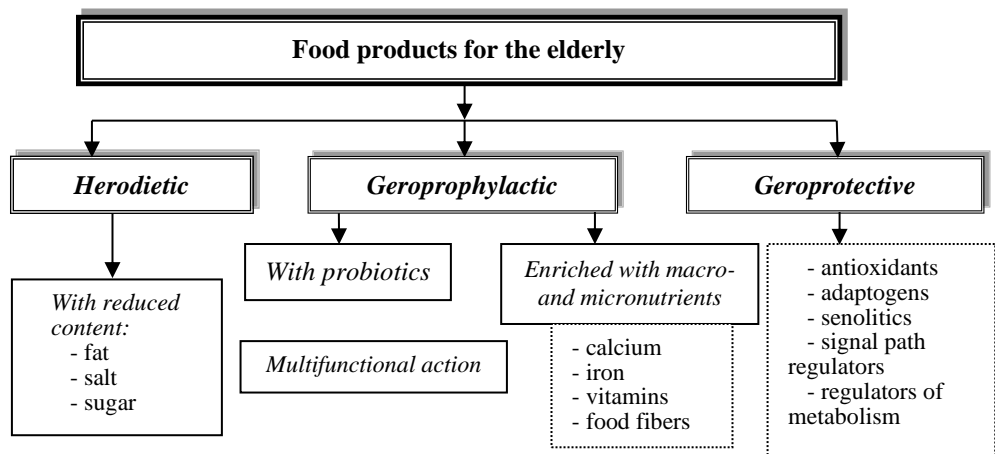 Food products for the elderly
Herodietic
Geroprophylactic
Geroprotective
With reduced
content:
- fat
- salt
- sugar
With probiotics
Multifunctional action
Enriched with macro-
and micronutrients
- calcium
- iron
- vitamins
- food fibers
- antioxidants
- adaptogens
- senolitics
- signal path
regulators
- regulators of
metabolism